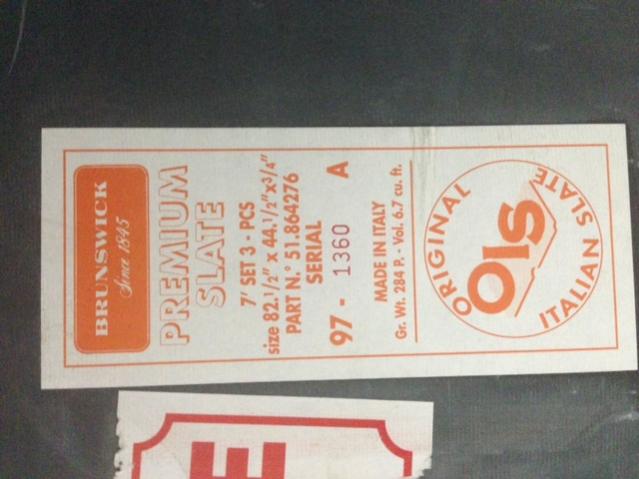 BRUNSWICK
Since 1845
PREMIUM
SLATE
7' SET 3 - PCS
size 82.1/2" x 44.1/2"x3/4"
PART N.° 51.864276
SERIAL A
97 - 1360
MADE IN ITALY
Gr. Wt. 284 P. - Vol. 6.7 cu. ft.
ORIGINAL
Ols
ITALIAN SLATE
E